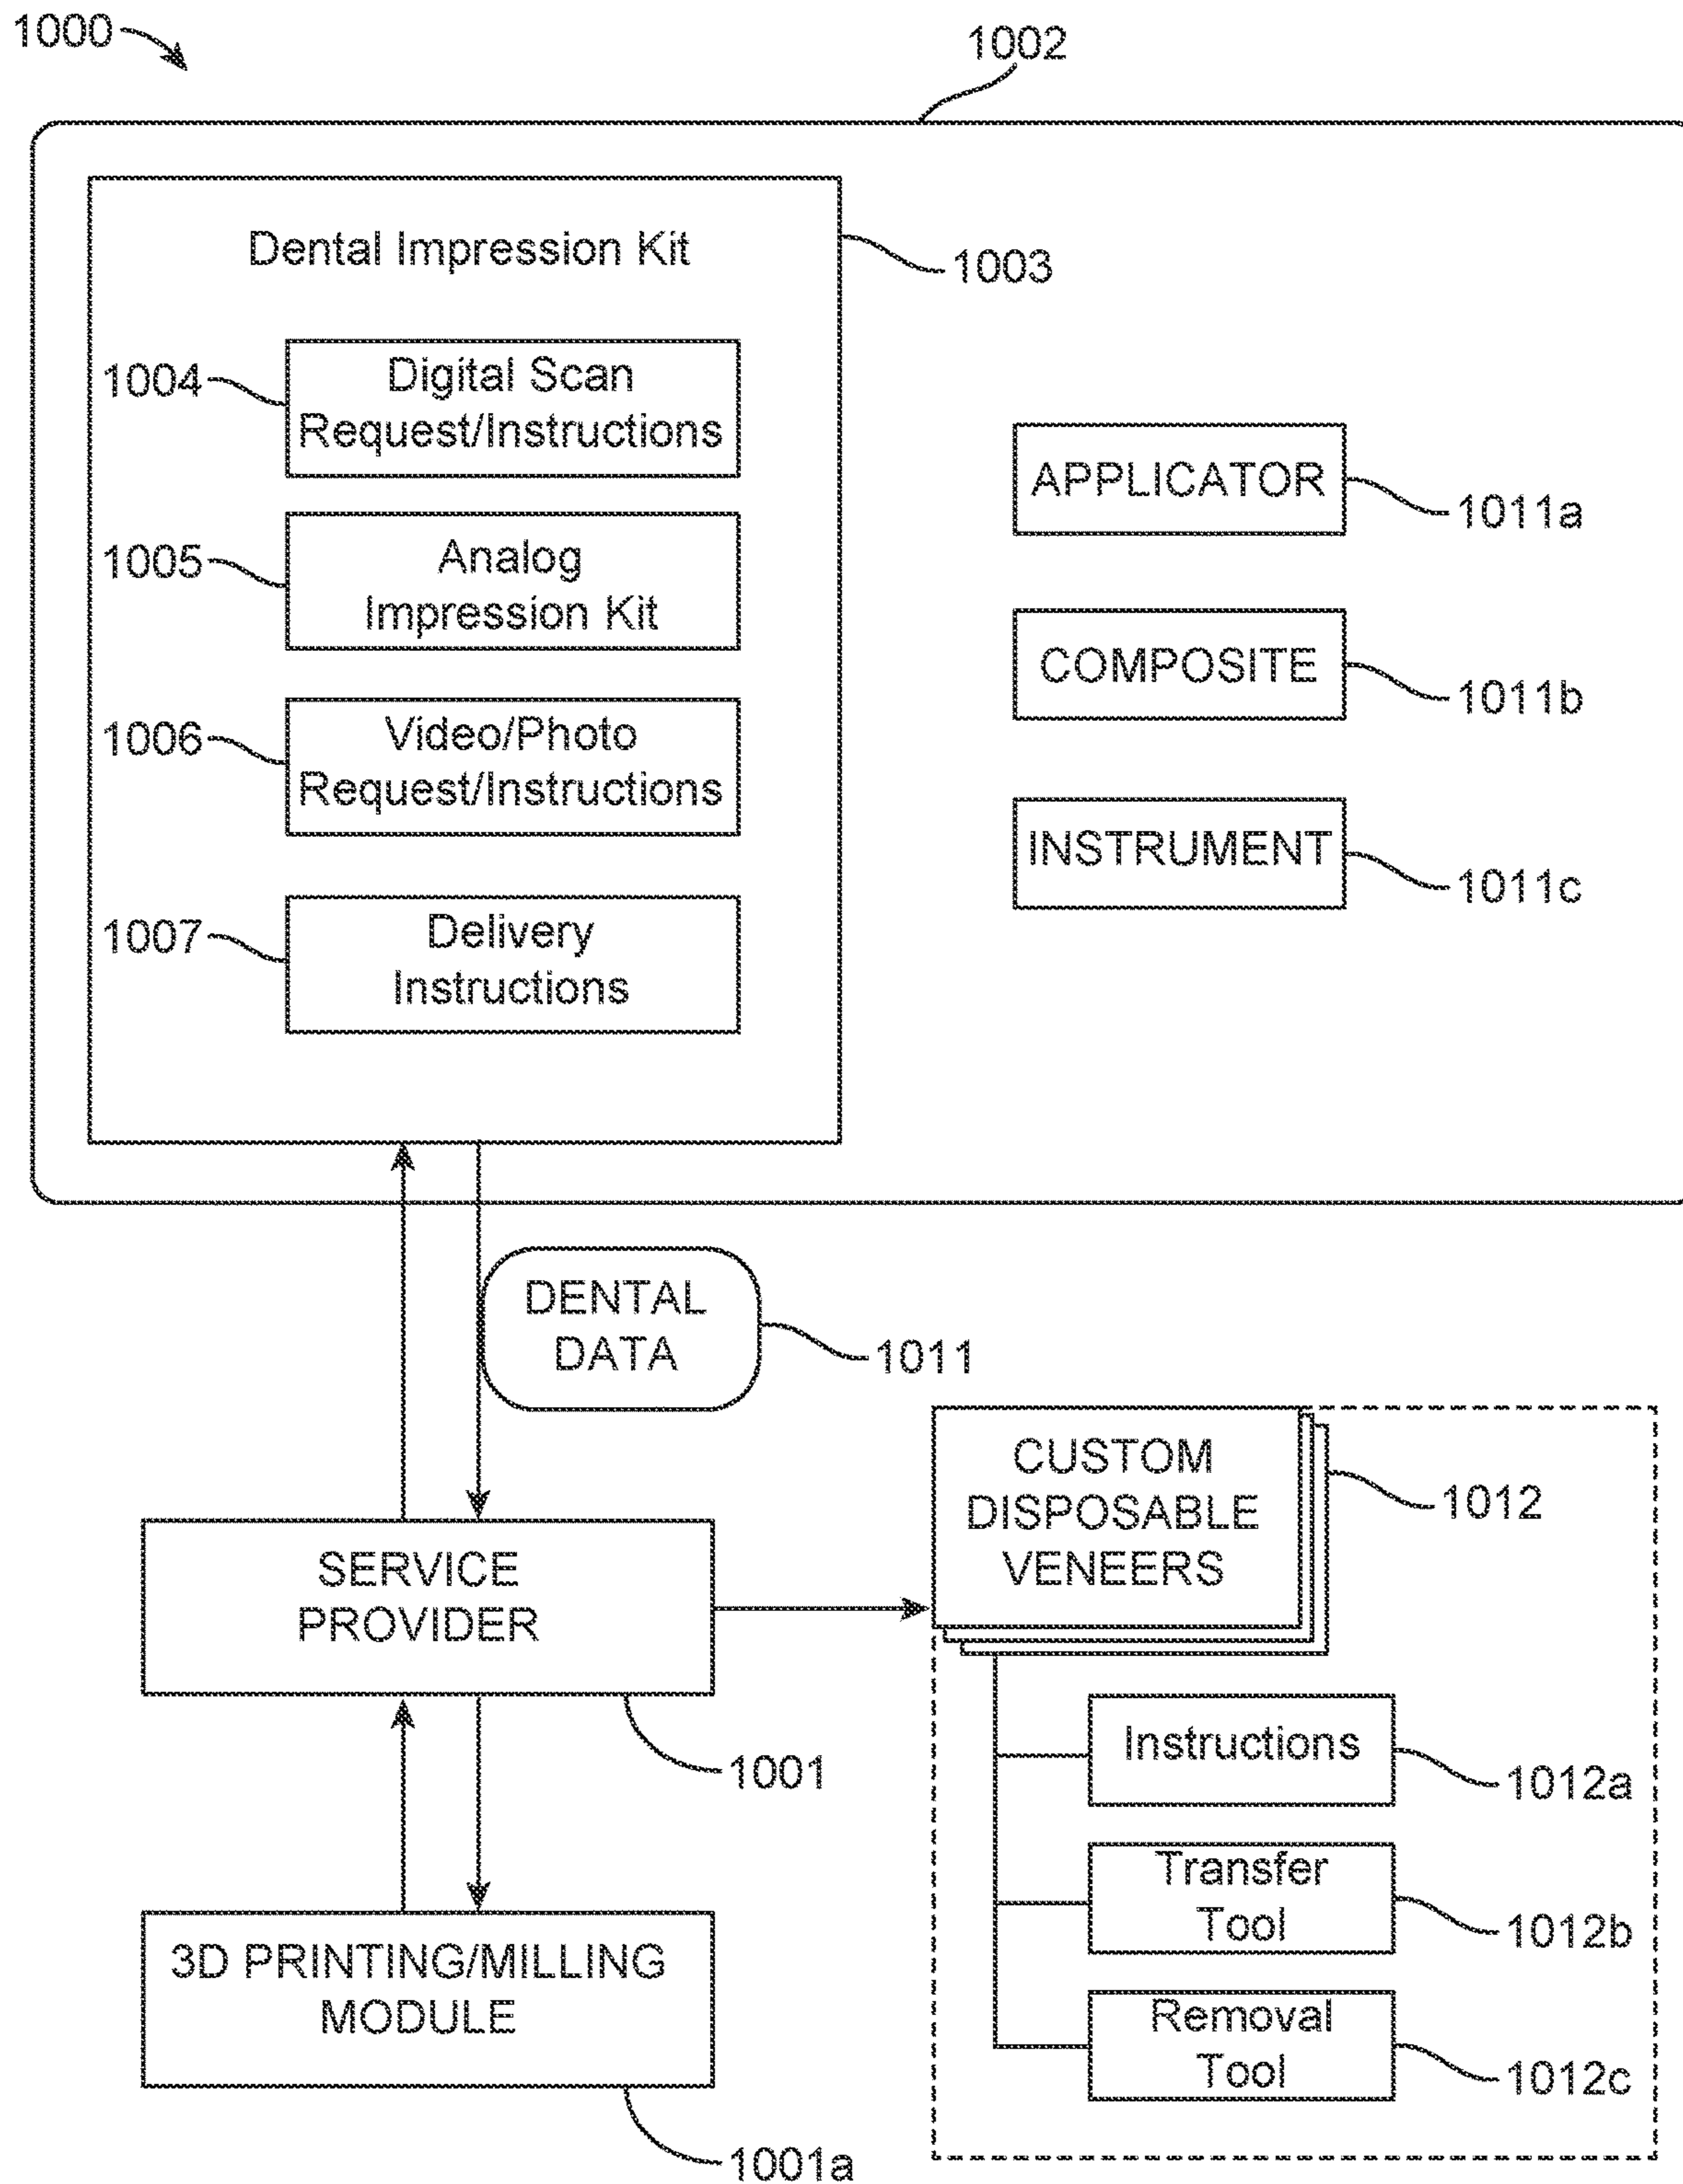 1000
1002
Dental Impression Kit
1003
1004
Digital Scan
Request/Instructions
1005
Analog
Impression Kit
1006
Video/Photo
Request/Instructions
1007
Delivery
Instructions
APPLICATOR
1011a
COMPOSITE
1011b
INSTRUMENT
1011c
DENTAL
DATA
1011
SERVICE
PROVIDER
1001
3D PRINTING/MILLING
MODULE
1001a
CUSTOM
DISPOSABLE
VENEERS
1012
Instructions
1012a
Transfer
Tool
1012b
Removal
Tool
1012c